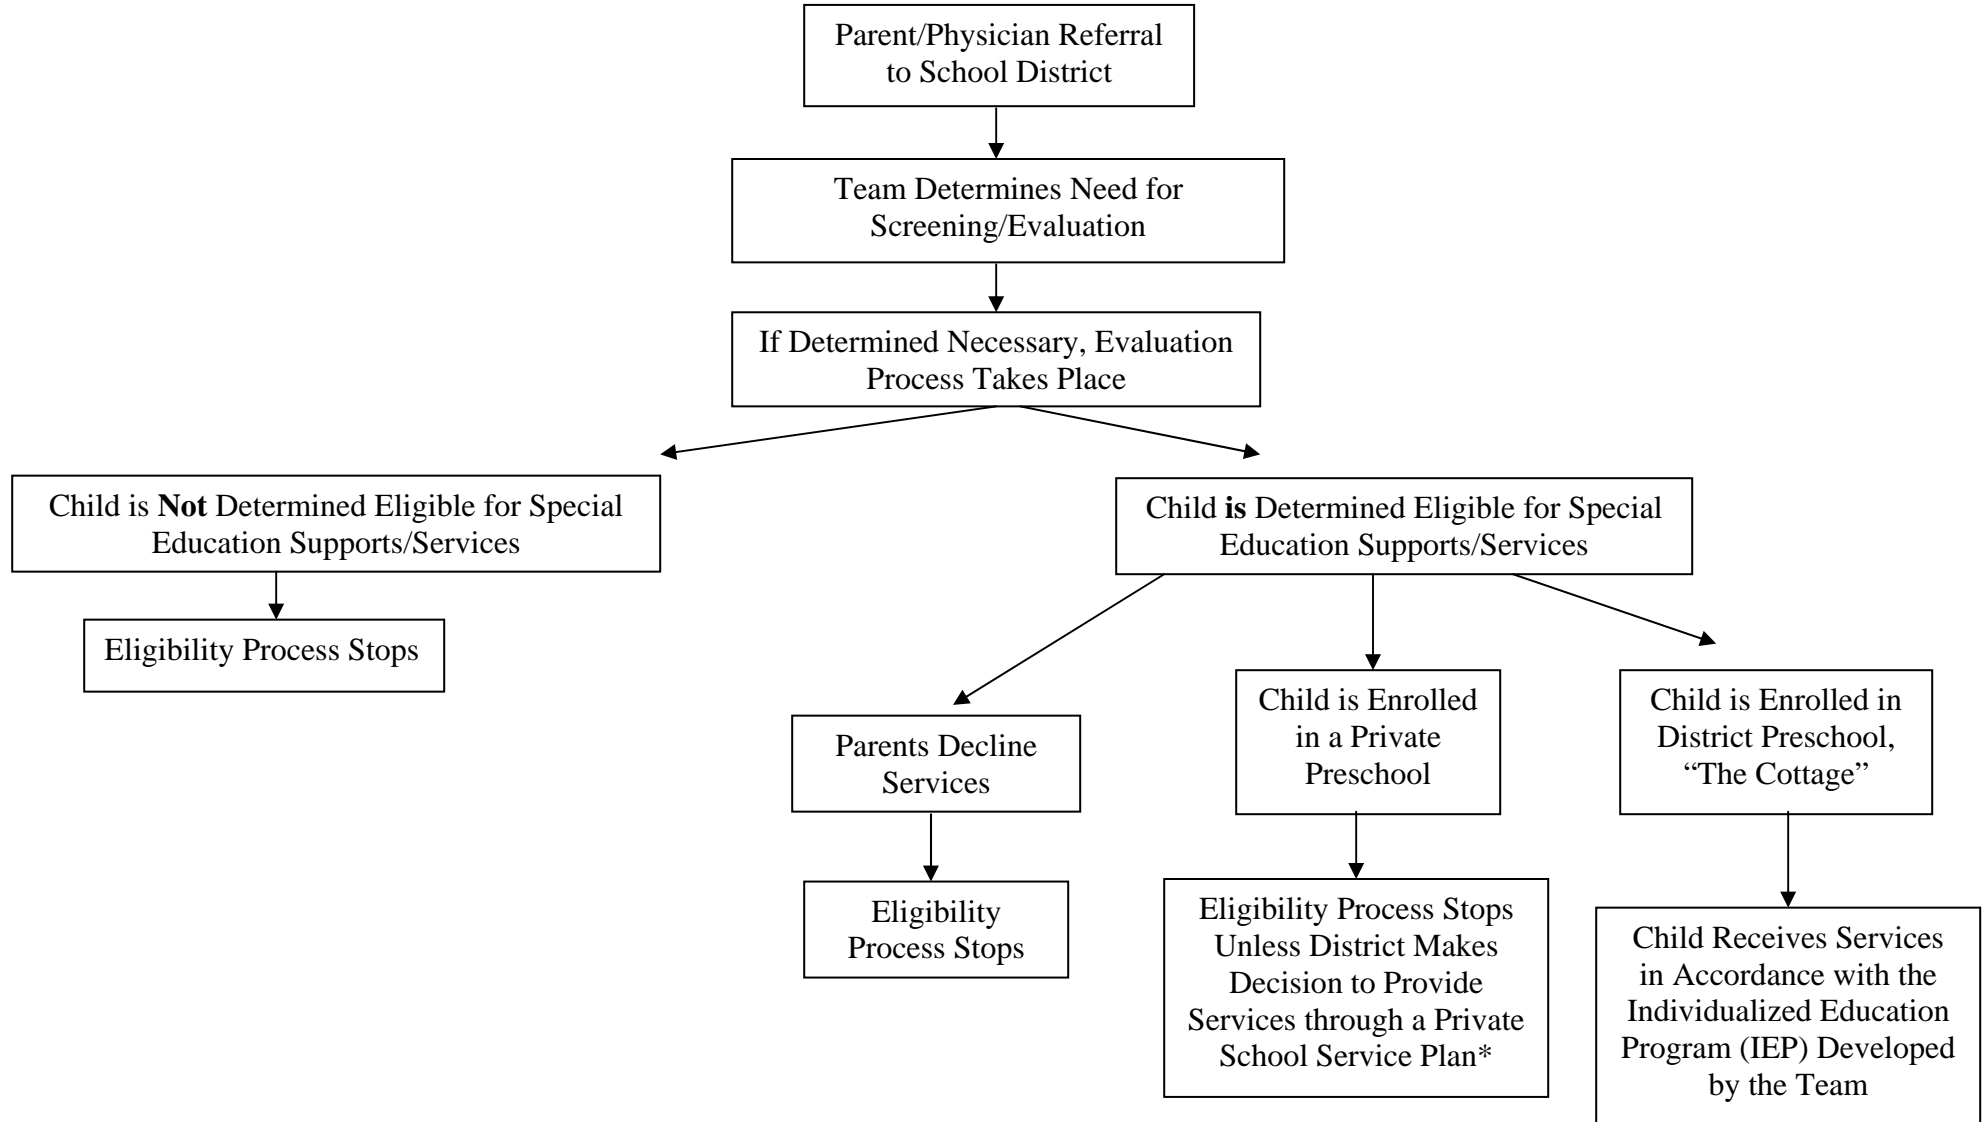 Parent/Physician Referral
to School District
Team Determines Need for
Screening/Evaluation
If Determined Necessary, Evaluation
Process Takes Place
Child is Not Determined Eligible for Special
Education Supports/Services
Eligibility Process Stops
Child is Determined Eligible for Special
Education Supports/Services
Parents Decline
Services
Eligibility
Process Stops
Child is Enrolled
in a Private
Preschool
Eligibility Process Stops
Unless District Makes
Decision to Provide
Services through a Private
School Service Plan*
Child is Enrolled in
District Preschool,
“The Cottage”
Child Receives Services
in Accordance with the
Individualized Education
Program (IEP) Developed
by the Team